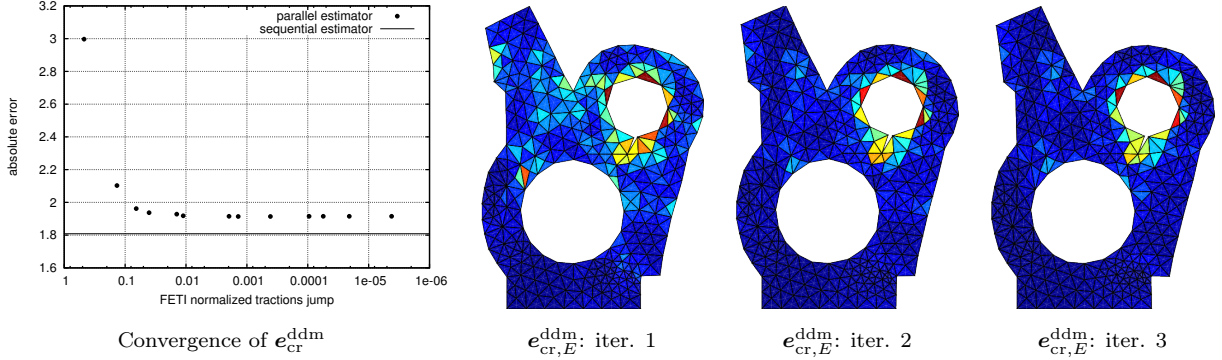 parallel estimator
sequential estimator
absolute error
3.2
3
2.8
2.6
2.4
2.2
2
1.8
1.6
1 0.1 0.01 0.001 0.0001 1e-05 1e-06
FETI normalized tractions jump
Convergence of e_cr^ddm
e_cr,E^ddm: iter. 1
e_cr,E^ddm: iter. 2
e_cr,E^ddm: iter. 3